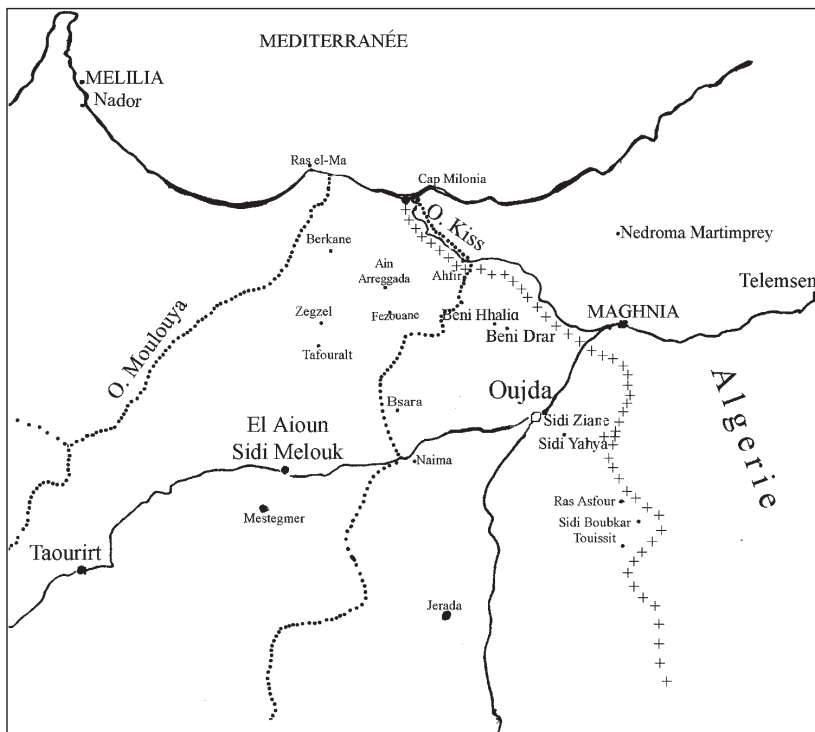 MEDITERRANÉE
MELILIA
Nador
Ras el-Ma
Cap Milonia
O. Kiss
Nedroma Martimprey
Berkane
Ain
Arreggada
Ahfir
Telemsen
O. Moulouya
Zegzel
Fezouane
Beni Hhalia
MAGHNIA
Beni Drar
Tafouralt
Algerie
Oujda
Bsara
El Aioun
Sidi Melouk
Sidi Ziane
Sidi Yahya
Naima
Mestegmer
Ras Asfour
Sidi Boubkar
Touissit
Taourirt
Jerada